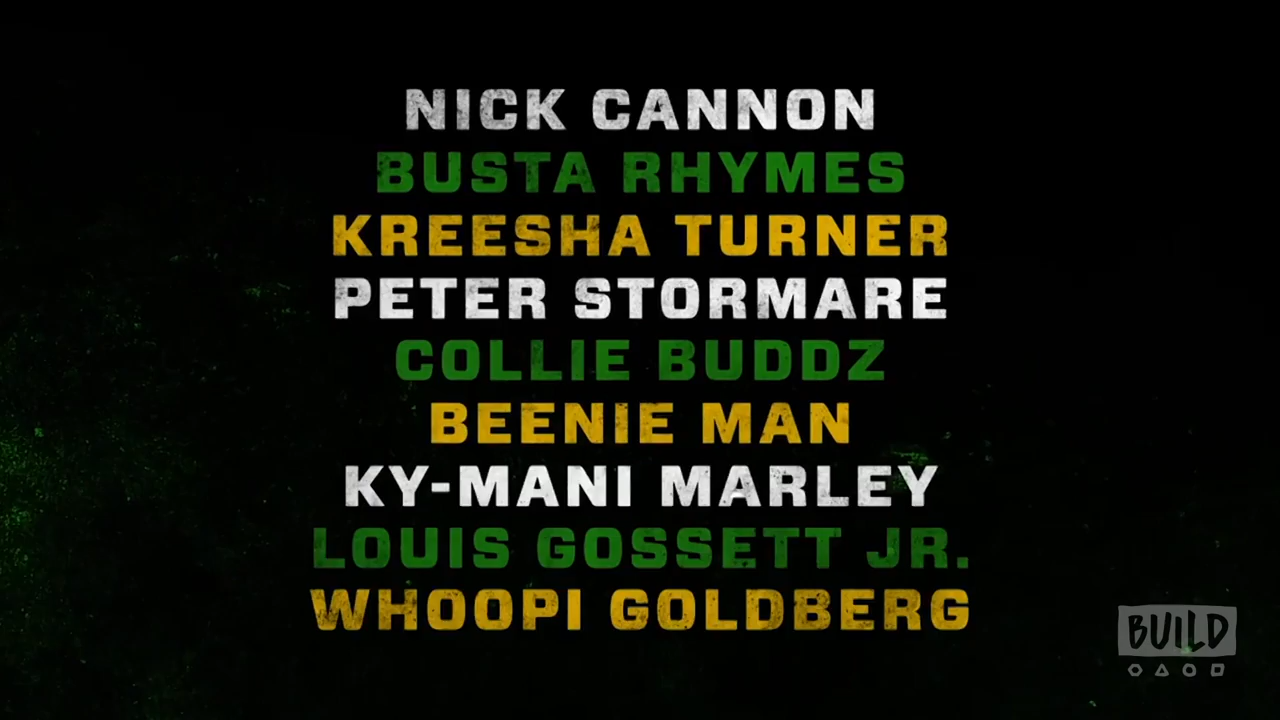 NICK CANNON
BUSTA RHYMES
KREESHA TURNER
PETER STORMARE
COLLIE BUDDZ
BEENIE MAN
KY-MANI MARLEY
LOUIS GOSSETT JR.
WHOOPI GOLDBERG
BUILD